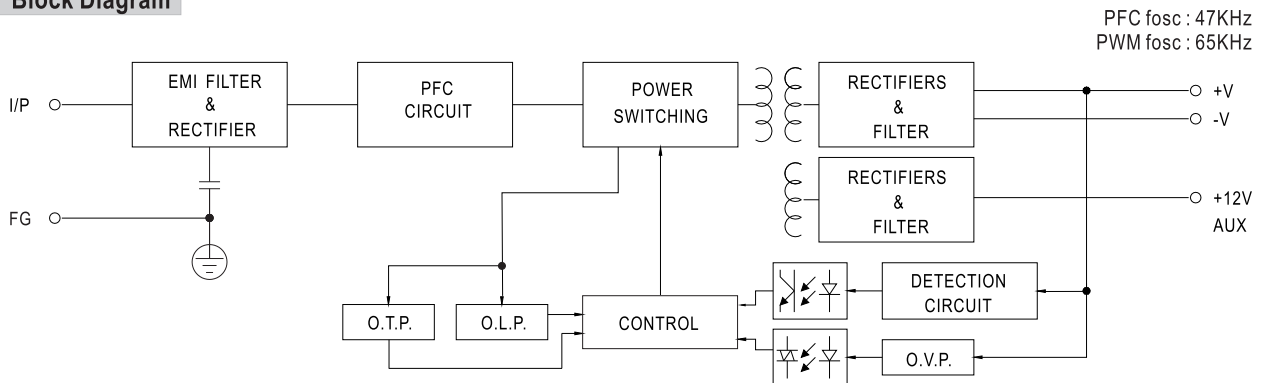 Block Diagram
PFC fosc : 47KHz
PWM fosc : 65KHz
I/P
EMI FILTER
&
RECTIFIER
PFC
CIRCUIT
POWER
SWITCHING
RECTIFIERS
&
FILTER
+V
-V
RECTIFIERS
&
FILTER
+12V
AUX
FG
DETECTION
CIRCUIT
O.T.P.
O.L.P.
CONTROL
O.V.P.